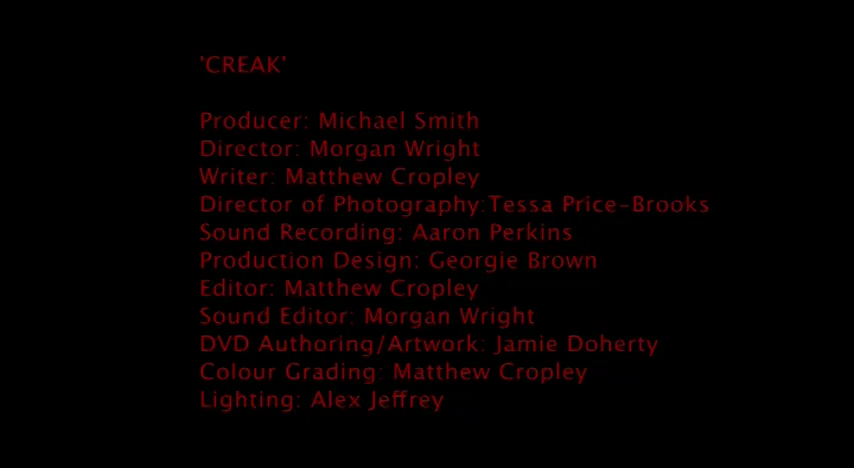 'CREAK'
Producer: Michael Smith
Director: Morgan Wright
Writer: Matthew Cropley
Director of Photography:Tessa Price-Brooks
Sound Recording: Aaron Perkins
Production Design: Georgie Brown
Editor: Matthew Cropley
Sound Editor: Morgan Wright
DVD Authoring/Artwork: Jamie Doherty
Colour Grading: Matthew Cropley
Lighting: Alex Jeffrey